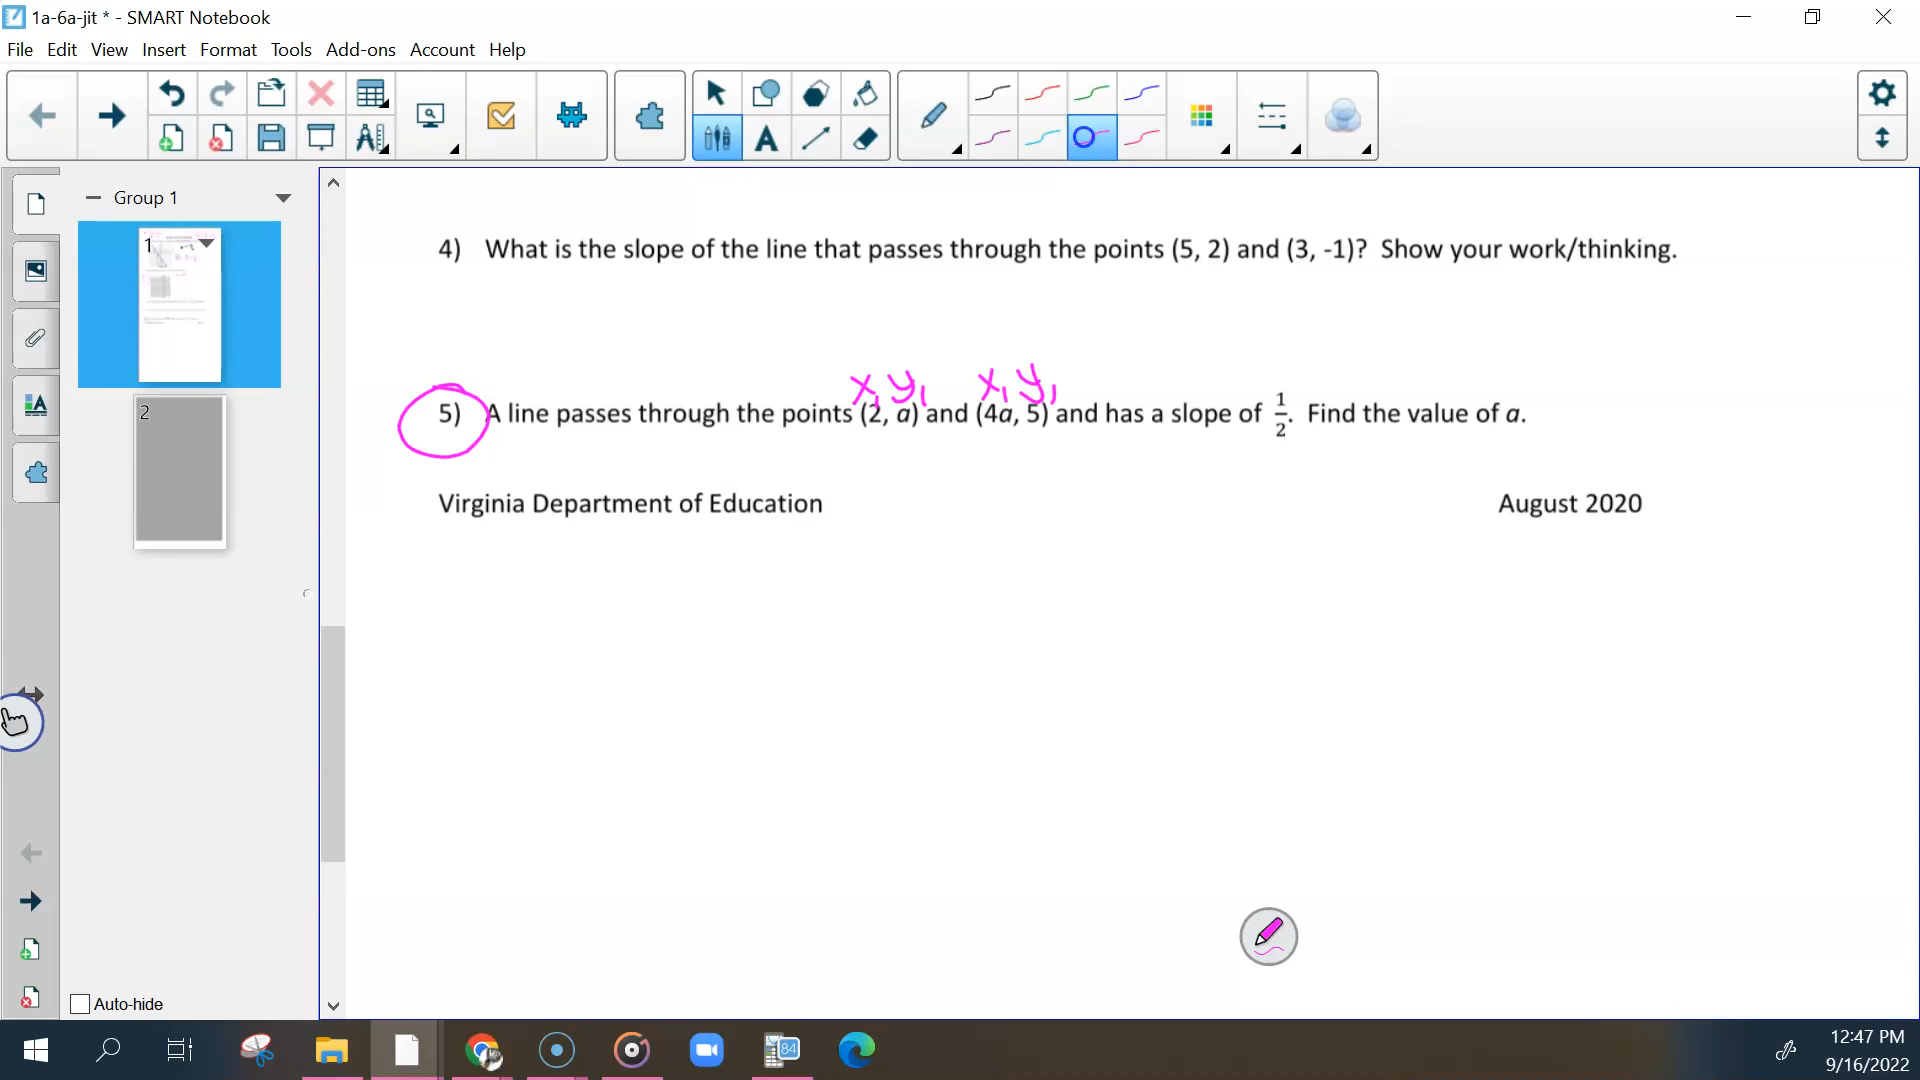 1a-6a-jit * - SMART Notebook
File Edit View Insert Format Tools Add-ons Account Help
Group 1
1
2
4) What is the slope of the line that passes through the points (5, 2) and (3, -1)? Show your work/thinking.
x₁ y₁ x₁ y₁
5) A line passes through the points (2, a) and (4a, 5) and has a slope of 1/2. Find the value of a.
Virginia Department of Education August 2020
Auto-hide
84
12:47 PM
9/16/2022